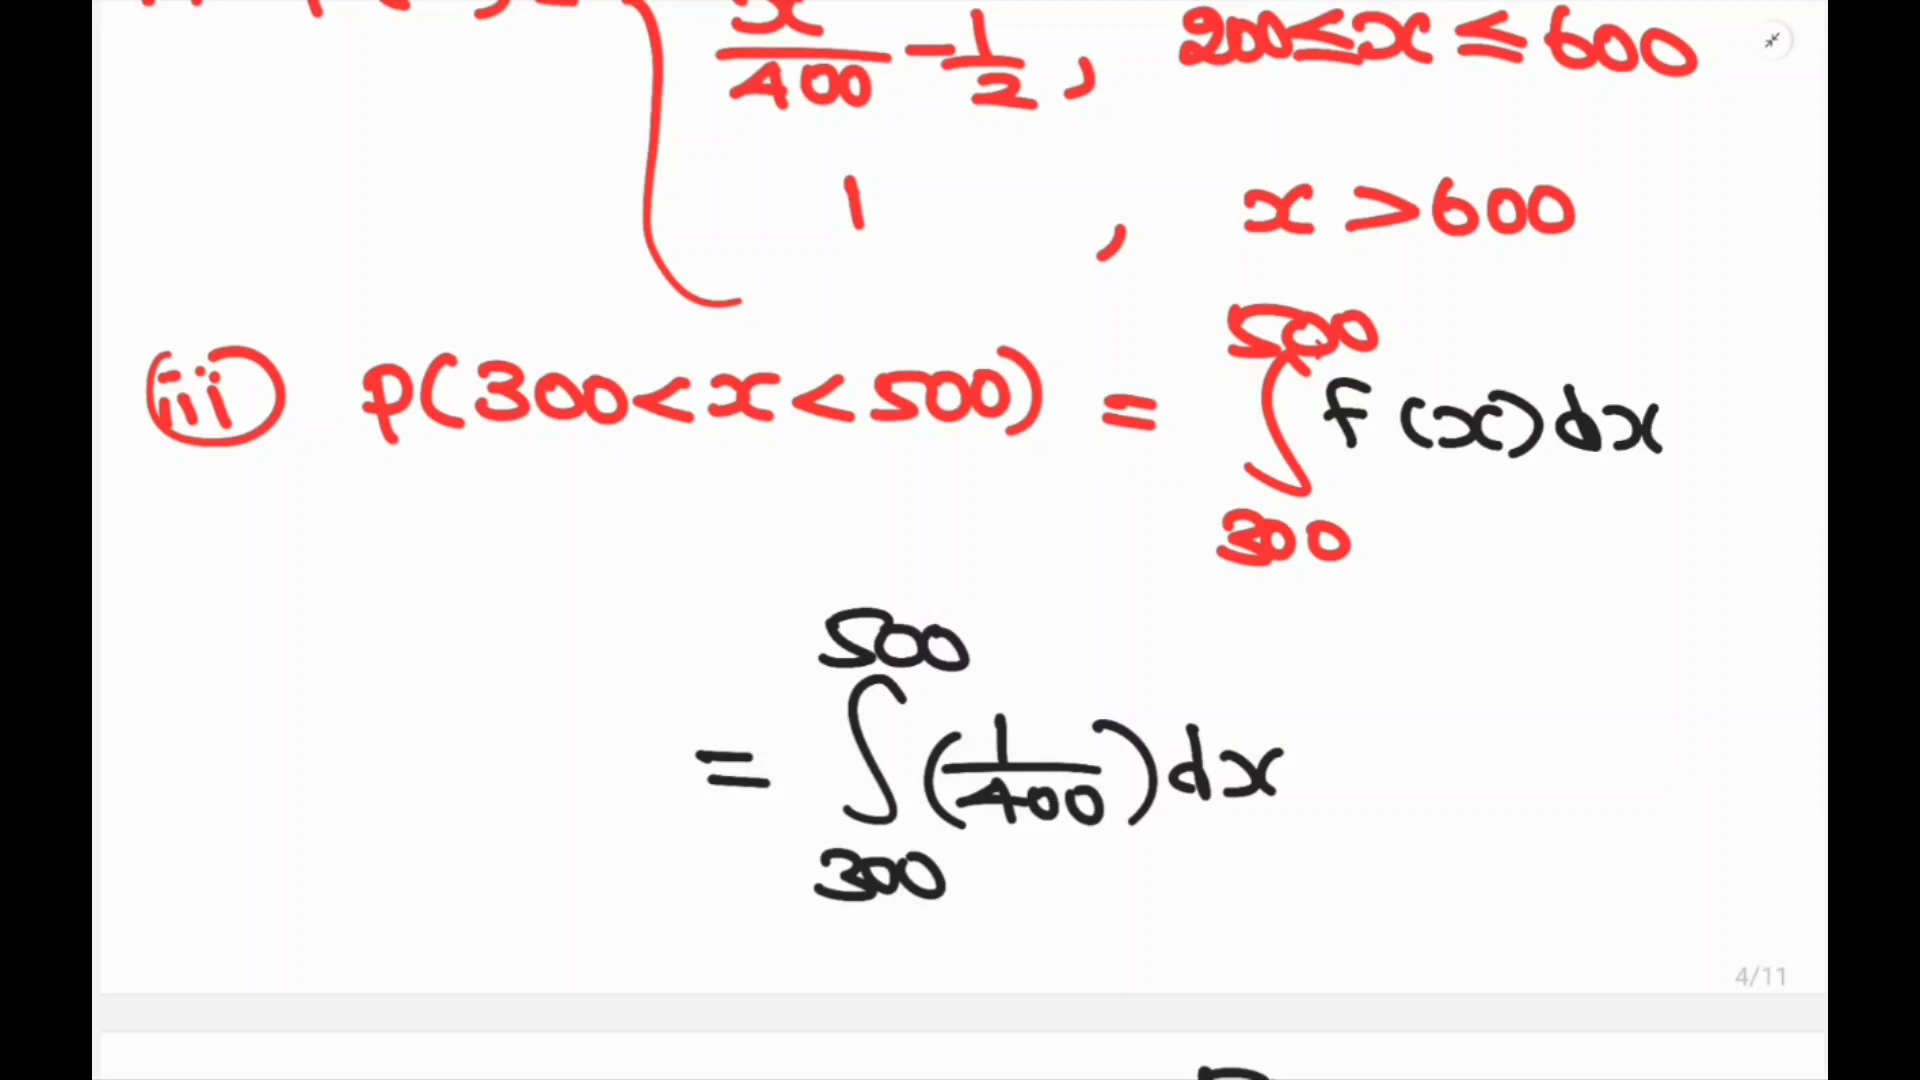 x/400 - 1/2 , 200 ≤ x ≤ 600
1 , x > 600
(iii) P(300 < x < 500) = ∫_300^500 f(x) dx
= ∫_300^500 (1/400) dx
4/11